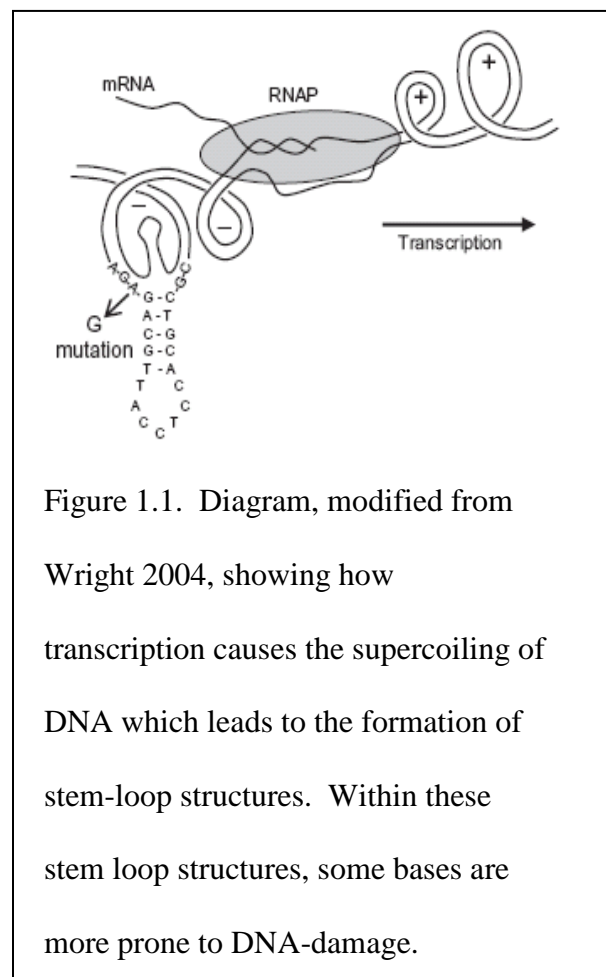 mRNA
RNAP
+
+
−
−
Transcription
A-G-A-
G-C
G - C
A - T
C - G
G - C
T - A
T
A
C
C
C
C
T
C
A
G
mutation
Figure 1.1.  Diagram, modified from
Wright 2004, showing how
transcription causes the supercoiling of
DNA which leads to the formation of
stem-loop structures.  Within these
stem loop structures, some bases are
more prone to DNA-damage.